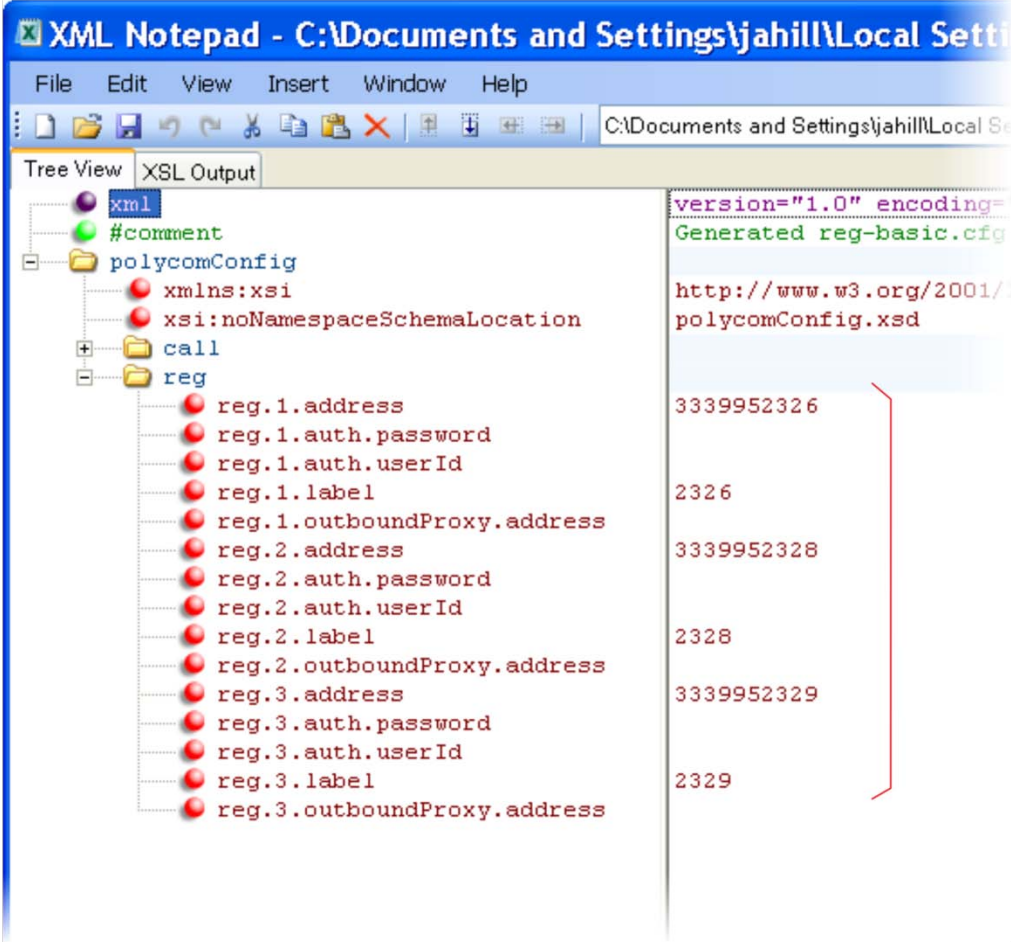 XML Notepad - C:\Documents and Settings\jahill\Local Setti
File Edit View Insert Window Help
C:\Documents and Settings\jahill\Local Se
Tree View XSL Output
xml version="1.0" encoding=
#comment Generated reg-basic.cfg
polycomConfig
xmlns:xsi http://www.w3.org/2001/
xsi:noNamespaceSchemaLocation polycomConfig.xsd
call
reg
reg.1.address 3339952326
reg.1.auth.password
reg.1.auth.userId
reg.1.label 2326
reg.1.outboundProxy.address
reg.2.address 3339952328
reg.2.auth.password
reg.2.auth.userId
reg.2.label 2328
reg.2.outboundProxy.address
reg.3.address 3339952329
reg.3.auth.password
reg.3.auth.userId
reg.3.label 2329
reg.3.outboundProxy.address